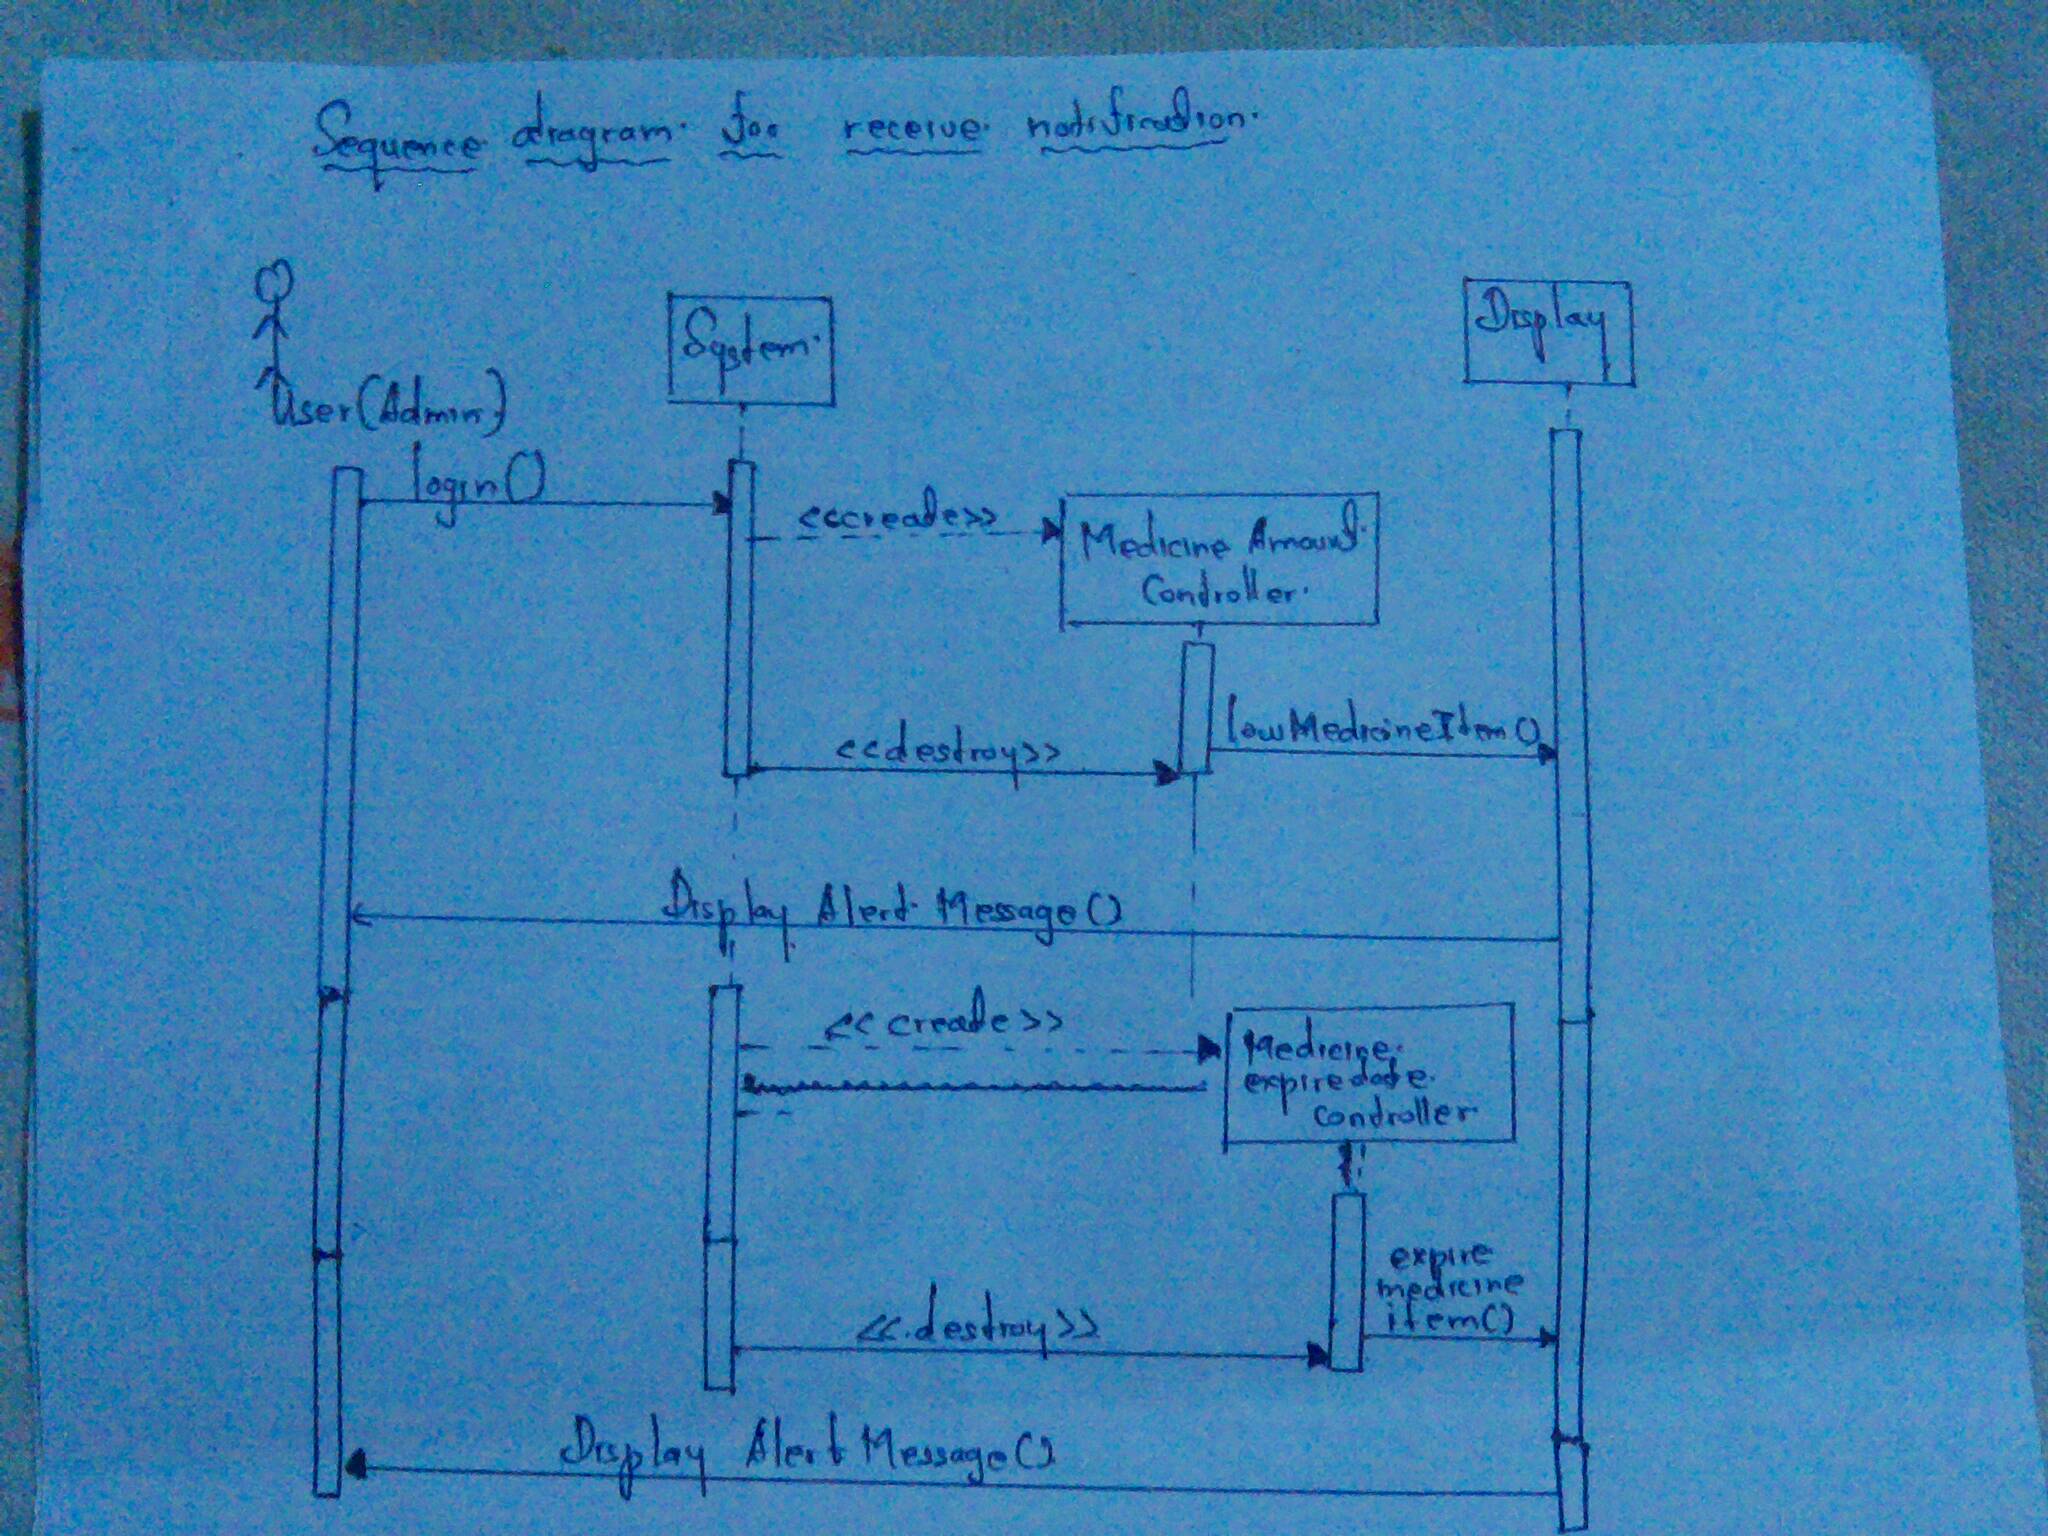 Sequence diagram for receive notification.
User(Admin)
System
Display
login()
<<create>>
Medicine Amount
Controller
lowMedicineItem()
<<destroy>>
Display Alert Message()
<<create>>
Medicine
expiredate
controller
expire
medicine
item()
<<destroy>>
Display Alert Message()